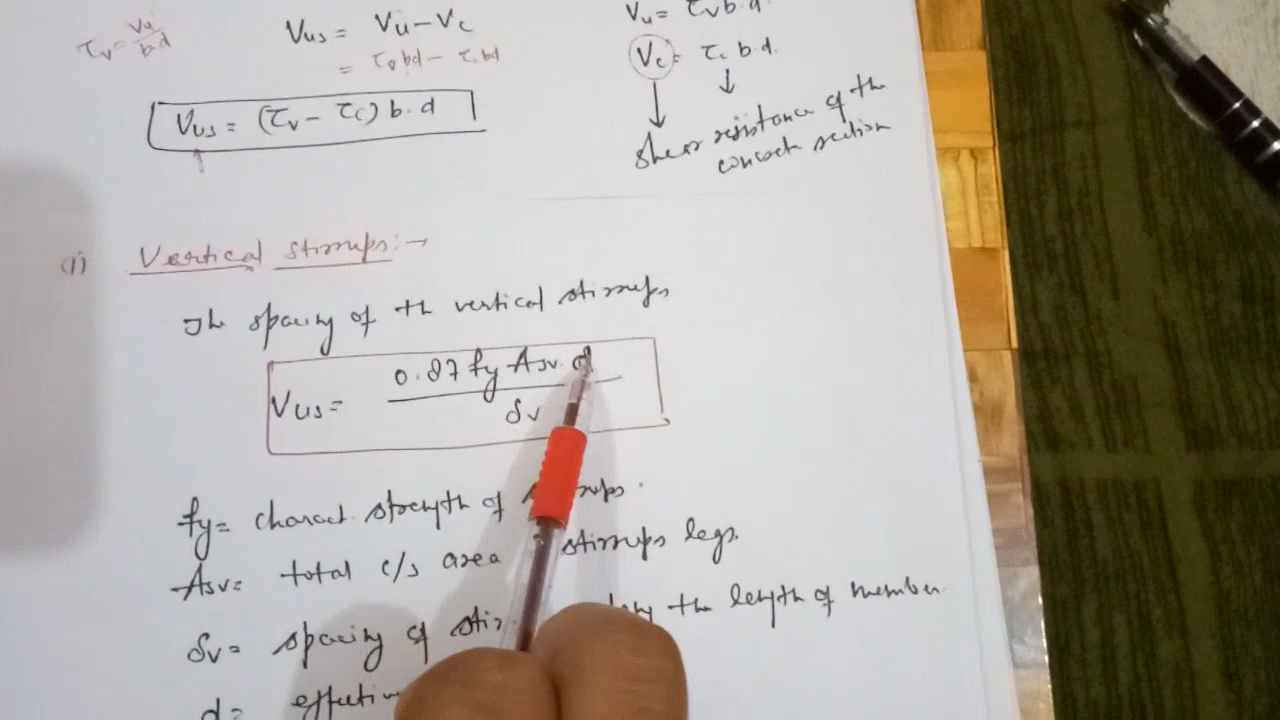 τv = Vu/bd
Vus = Vu - Vc
= τv bd - τc bd
Vus = (τv - τc) b.d
Vu = τv b.d
Vc = τc b.d.
shear resistance of the
concrete section
(i) Vertical stirrups:→
The spacing of the vertical stirrups
Vus = 0.87 fy Asv. d / Sv
fy = charact. strength of
Asv = total c/s area stirrups legs.
Sv = spacing of the length of member
d =